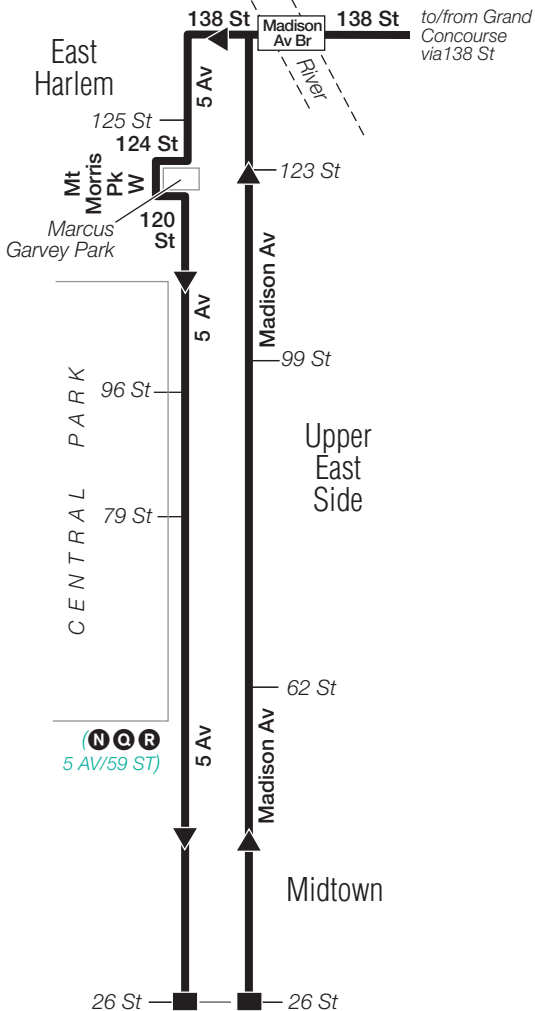 138 St
Madison
Av Br
138 St
to/from Grand
Concourse
via138 St
River
East
Harlem
5 Av
125 St
124 St
Mt
Morris
Pk
W
123 St
120
St
Marcus
Garvey Park
5 Av
Madison Av
99 St
96 St
CENTRAL PARK
Upper
East
Side
79 St
62 St
5 Av
Madison Av
(N Q R
5 AV/59 ST)
Midtown
26 St
26 St